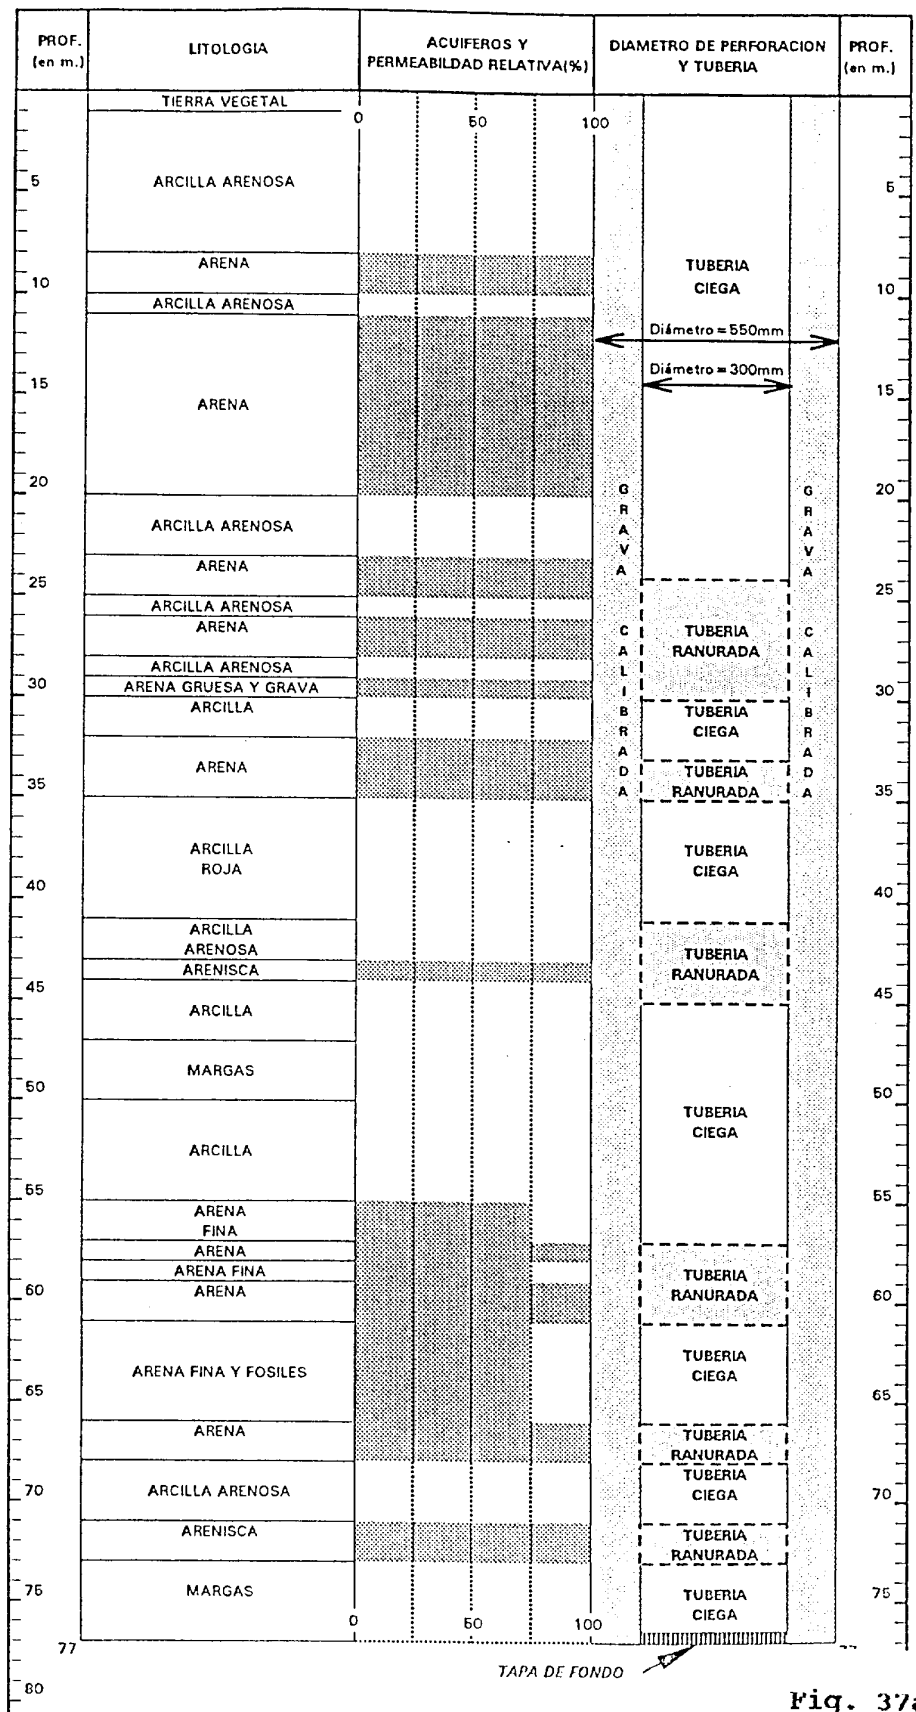 PROF.
(en m.)
LITOLOGIA
ACUIFEROS Y
PERMEABILDAD RELATIVA(%)
DIAMETRO DE PERFORACION
Y TUBERIA
PROF.
(en m.)
TIERRA VEGETAL
0
50
100
5
ARCILLA ARENOSA
5
ARENA
TUBERIA
CIEGA
10
ARCILLA ARENOSA
10
Diámetro = 550mm
Diámetro = 300mm
15
ARENA
15
20
20
GRAVA CALIBRADA
GRAVA CALIBRADA
ARCILLA ARENOSA
ARENA
25
25
ARCILLA ARENOSA
ARENA
TUBERIA
RANURADA
ARCILLA ARENOSA
ARENA GRUESA Y GRAVA
30
30
ARCILLA
TUBERIA
CIEGA
ARENA
TUBERIA
RANURADA
35
35
ARCILLA
ROJA
TUBERIA
CIEGA
40
40
ARCILLA
ARENOSA
ARENISCA
TUBERIA
RANURADA
45
45
ARCILLA
MARGAS
50
50
TUBERIA
CIEGA
ARCILLA
55
55
ARENA
FINA
ARENA
ARENA FINA
ARENA
TUBERIA
RANURADA
60
60
ARENA FINA Y FOSILES
TUBERIA
CIEGA
65
65
ARENA
TUBERIA
RANURADA
ARCILLA ARENOSA
TUBERIA
CIEGA
70
70
ARENISCA
TUBERIA
RANURADA
75
MARGAS
TUBERIA
CIEGA
75
0
50
100
77
TAPA DE FONDO
80
Fig. 37a